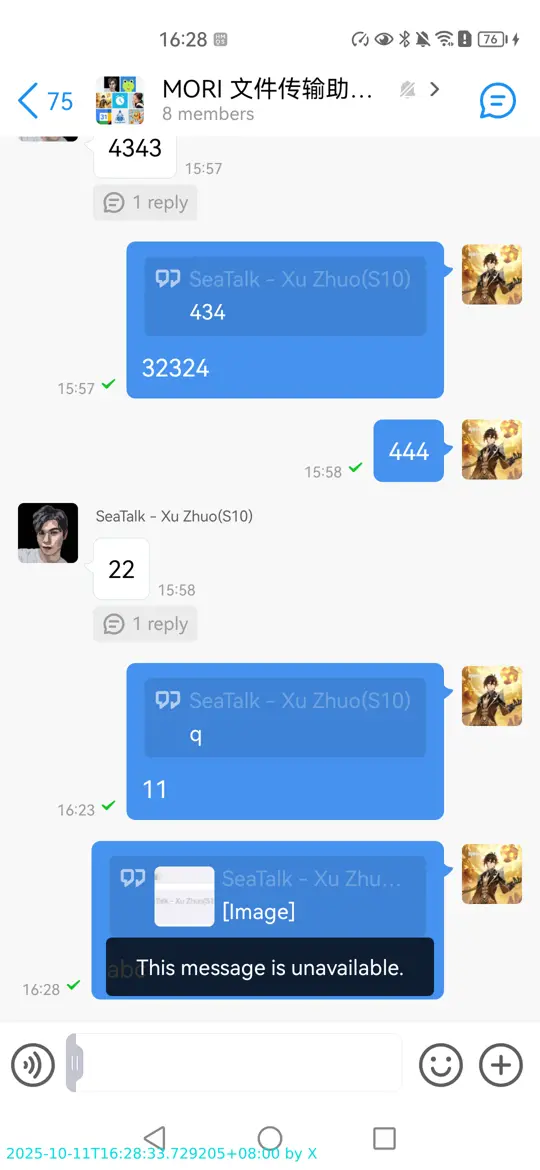 16:28
76
75
MORI 文件传输助...
8 members
4343
15:57
1 reply
SeaTalk - Xu Zhuo(S10)
434
32324
15:57
444
15:58
SeaTalk - Xu Zhuo(S10)
22
15:58
1 reply
SeaTalk - Xu Zhuo(S10)
q
11
16:23
SeaTalk - Xu Zhu...
[Image]
abc
This message is unavailable.
16:28
2025-10-11T16:28:33.729205+08:00 by X